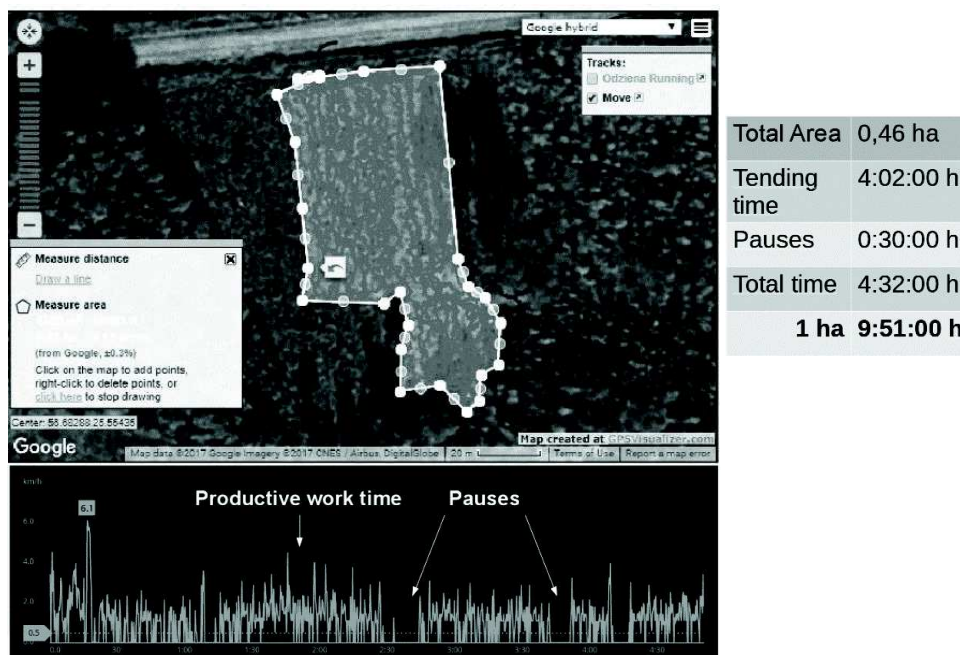 Google hybrid
Tracks:
Odziena Running
Move
Measure distance
Draw a line
Measure area
(from Google, ±0.3%)
Click on the map to add points,
right-click to delete points, or
click here to stop drawing
Center: 56.68288,25.55435
Google
Map created at GPSVisualizer.com
Map data ©2017 Google Imagery ©2017 CNES / Airbus, DigitalGlobe
20 m
Terms of Use
Report a map error
Total Area 0,46 ha
Tending time 4:02:00 h
Pauses 0:30:00 h
Total time 4:32:00 h
1 ha 9:51:00 h
km/h
6.1
Productive work time
Pauses
6.0
4.0
2.0
0.5
0.0 30 1:00 1:30 2:00 2:30 3:00 3:30 4:00 4:30